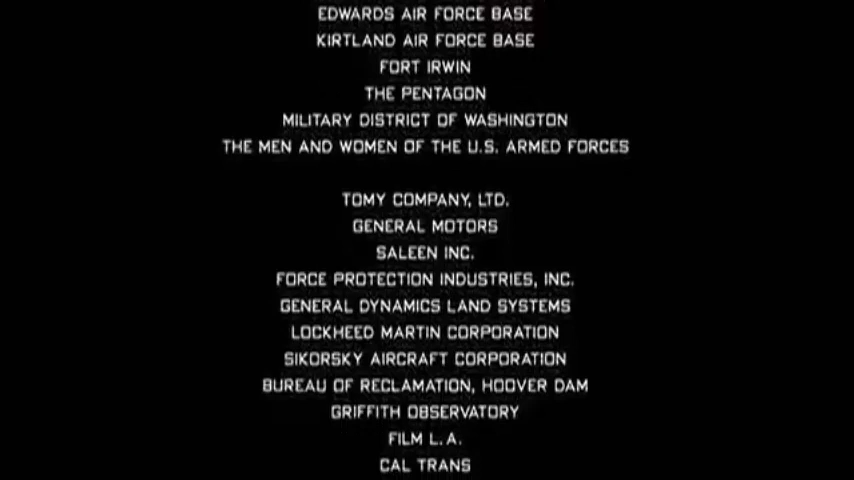 EDWARDS AIR FORCE BASE
KIRTLAND AIR FORCE BASE
FORT IRWIN
THE PENTAGON
MILITARY DISTRICT OF WASHINGTON
THE MEN AND WOMEN OF THE U.S. ARMED FORCES
TOMY COMPANY, LTD.
GENERAL MOTORS
SALEEN INC.
FORCE PROTECTION INDUSTRIES, INC.
GENERAL DYNAMICS LAND SYSTEMS
LOCKHEED MARTIN CORPORATION
SIKORSKY AIRCRAFT CORPORATION
BUREAU OF RECLAMATION, HOOVER DAM
GRIFFITH OBSERVATORY
FILM L.A.
CAL TRANS